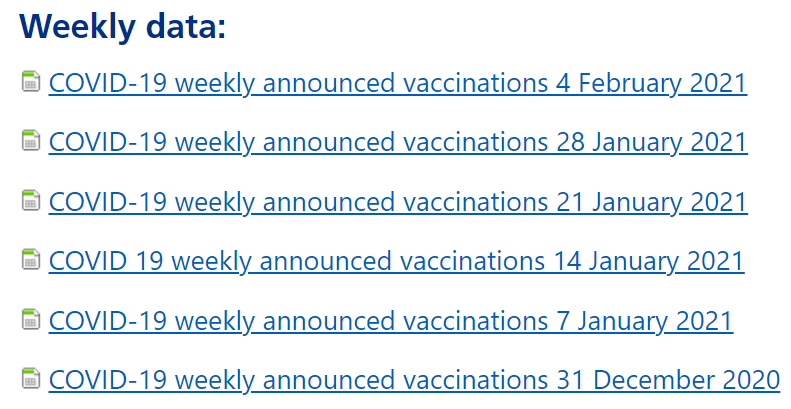 Weekly data:
COVID-19 weekly announced vaccinations 4 February 2021
COVID-19 weekly announced vaccinations 28 January 2021
COVID-19 weekly announced vaccinations 21 January 2021
COVID 19 weekly announced vaccinations 14 January 2021
COVID-19 weekly announced vaccinations 7 January 2021
COVID-19 weekly announced vaccinations 31 December 2020